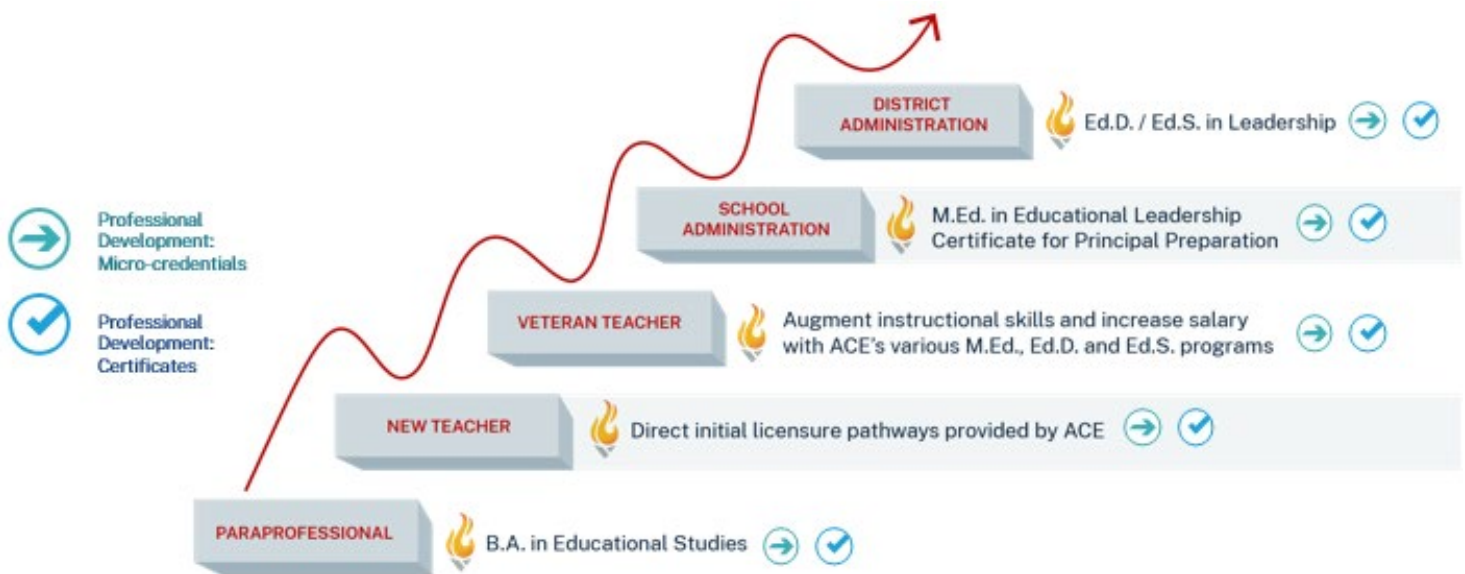 DISTRICT
ADMINISTRATION
Ed.D. / Ed.S. in Leadership
SCHOOL
ADMINISTRATION
M.Ed. in Educational Leadership
Certificate for Principal Preparation
Professional
Development:
Micro-credentials
Professional
Development:
Certificates
VETERAN TEACHER
Augment instructional skills and increase salary
with ACE's various M.Ed., Ed.D. and Ed.S. programs
NEW TEACHER
Direct initial licensure pathways provided by ACE
PARAPROFESSIONAL
B.A. in Educational Studies